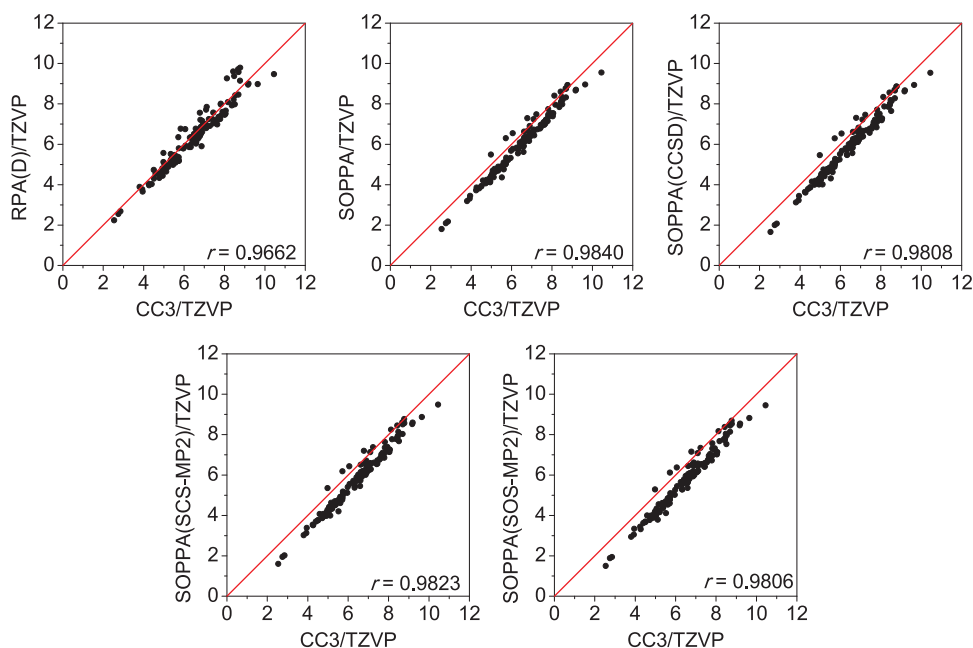 12
10
8
6
4
2
0
RPA(D)/TZVP
r = 0.9662
0 2 4 6 8 10 12
CC3/TZVP
12
10
8
6
4
2
0
SOPPA/TZVP
r = 0.9840
0 2 4 6 8 10 12
CC3/TZVP
12
10
8
6
4
2
0
SOPPA(CCSD)/TZVP
r = 0.9808
0 2 4 6 8 10 12
CC3/TZVP
12
10
8
6
4
2
0
SOPPA(SCS-MP2)/TZVP
r = 0.9823
0 2 4 6 8 10 12
CC3/TZVP
12
10
8
6
4
2
0
SOPPA(SOS-MP2)/TZVP
r = 0.9806
0 2 4 6 8 10 12
CC3/TZVP